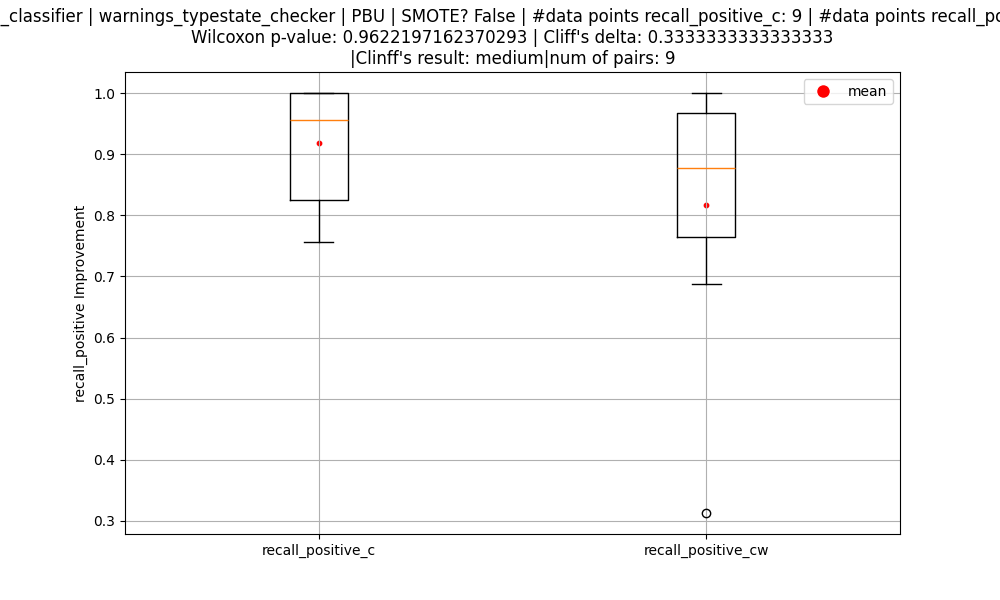 _classifier | warnings_typestate_checker | PBU | SMOTE? False | #data points recall_positive_c: 9 | #data points
Wilcoxon p-value: 0.9622197162370293 | Cliff's delta: 0.3333333333333333
|Clinff's result: medium|num of pairs: 9
mean
recall_positive Improvement
1.0
0.9
0.8
0.7
0.6
0.5
0.4
0.3
recall_positive_c
recall_positive_cw